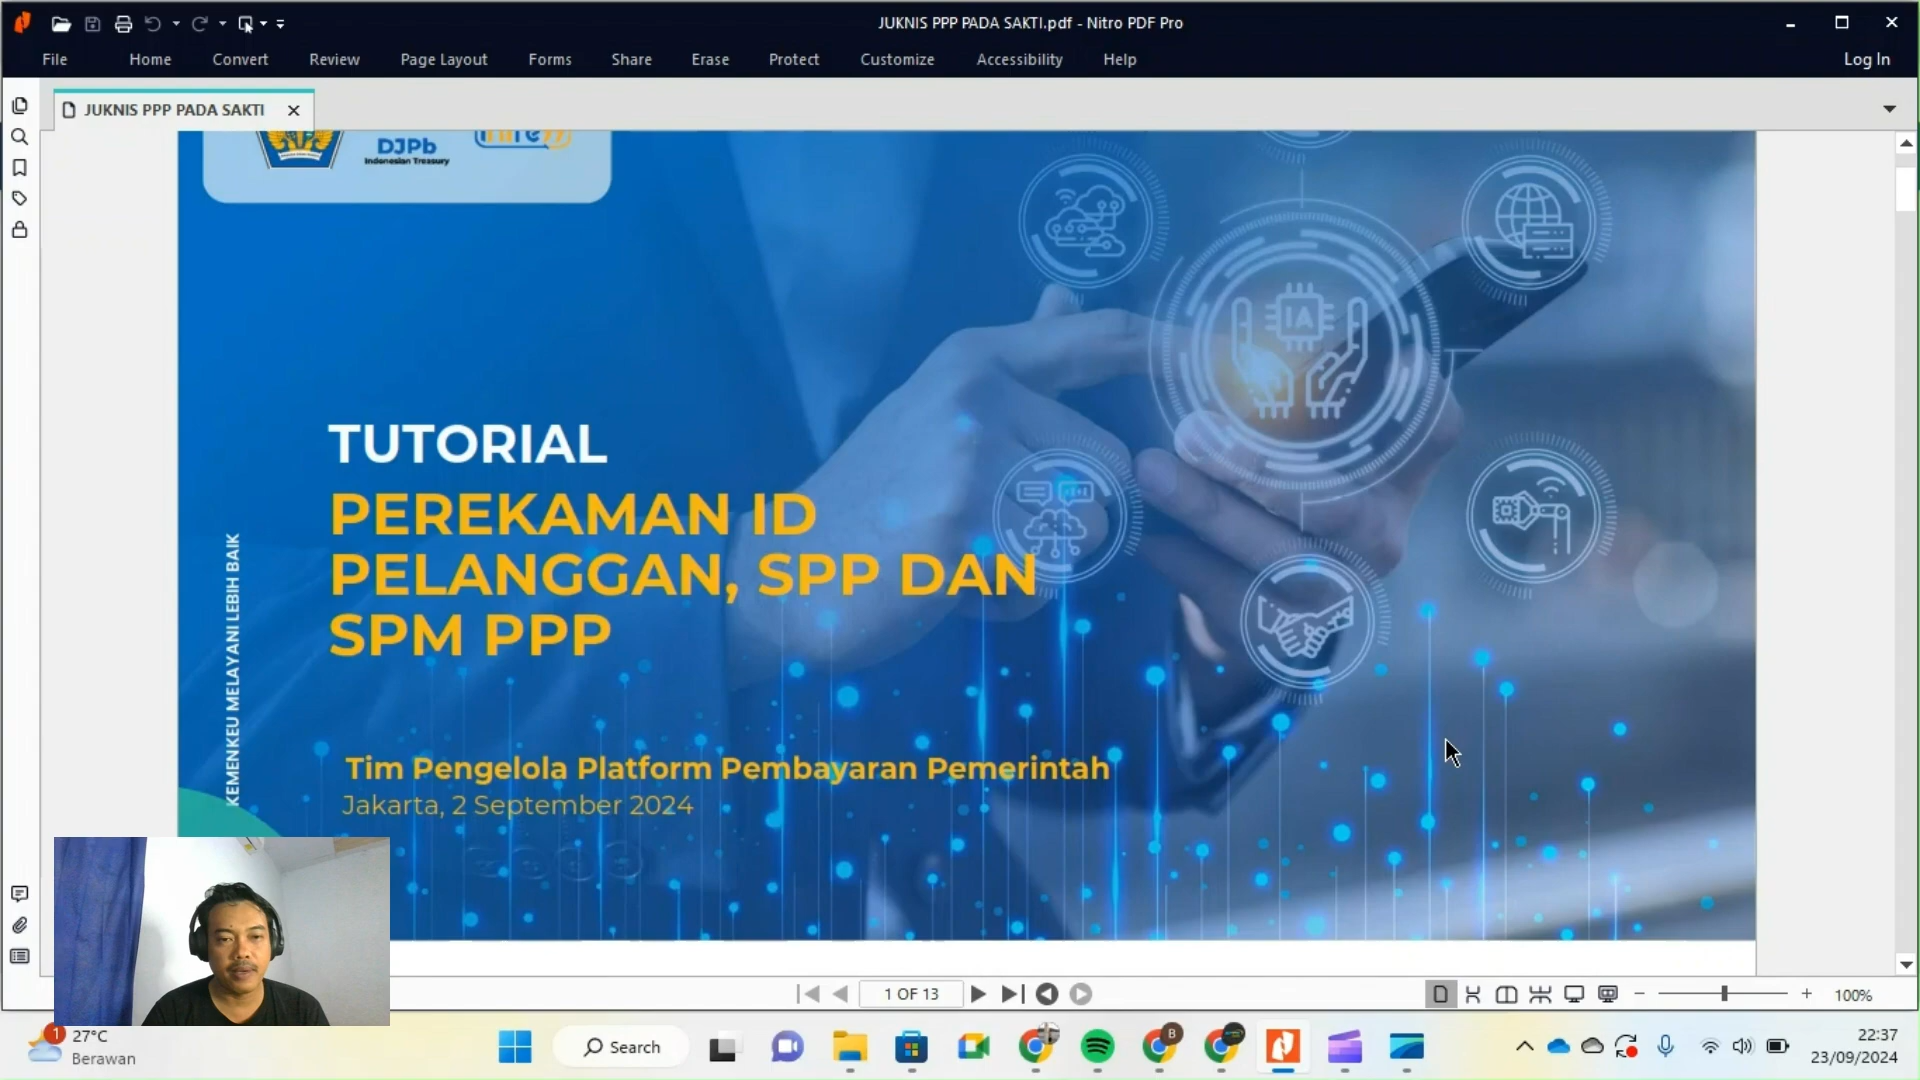 JUKNIS PPP PADA SAKTI.pdf - Nitro PDF Pro
File Home Convert Review Page Layout Forms Share Erase Protect Customize Accessibility Help Log In
JUKNIS PPP PADA SAKTI
DJPb
Indonesian Treasury
IA
TUTORIAL
PEREKAMAN ID
PELANGGAN, SPP DAN
SPM PPP
KEMENKEU MELAYANI LEBIH BAIK
Tim Pengelola Platform Pembayaran Pemerintah
Jakarta, 2 September 2024
1 OF 13
100%
1
27°C
Berawan
Search
B
22:37
23/09/2024